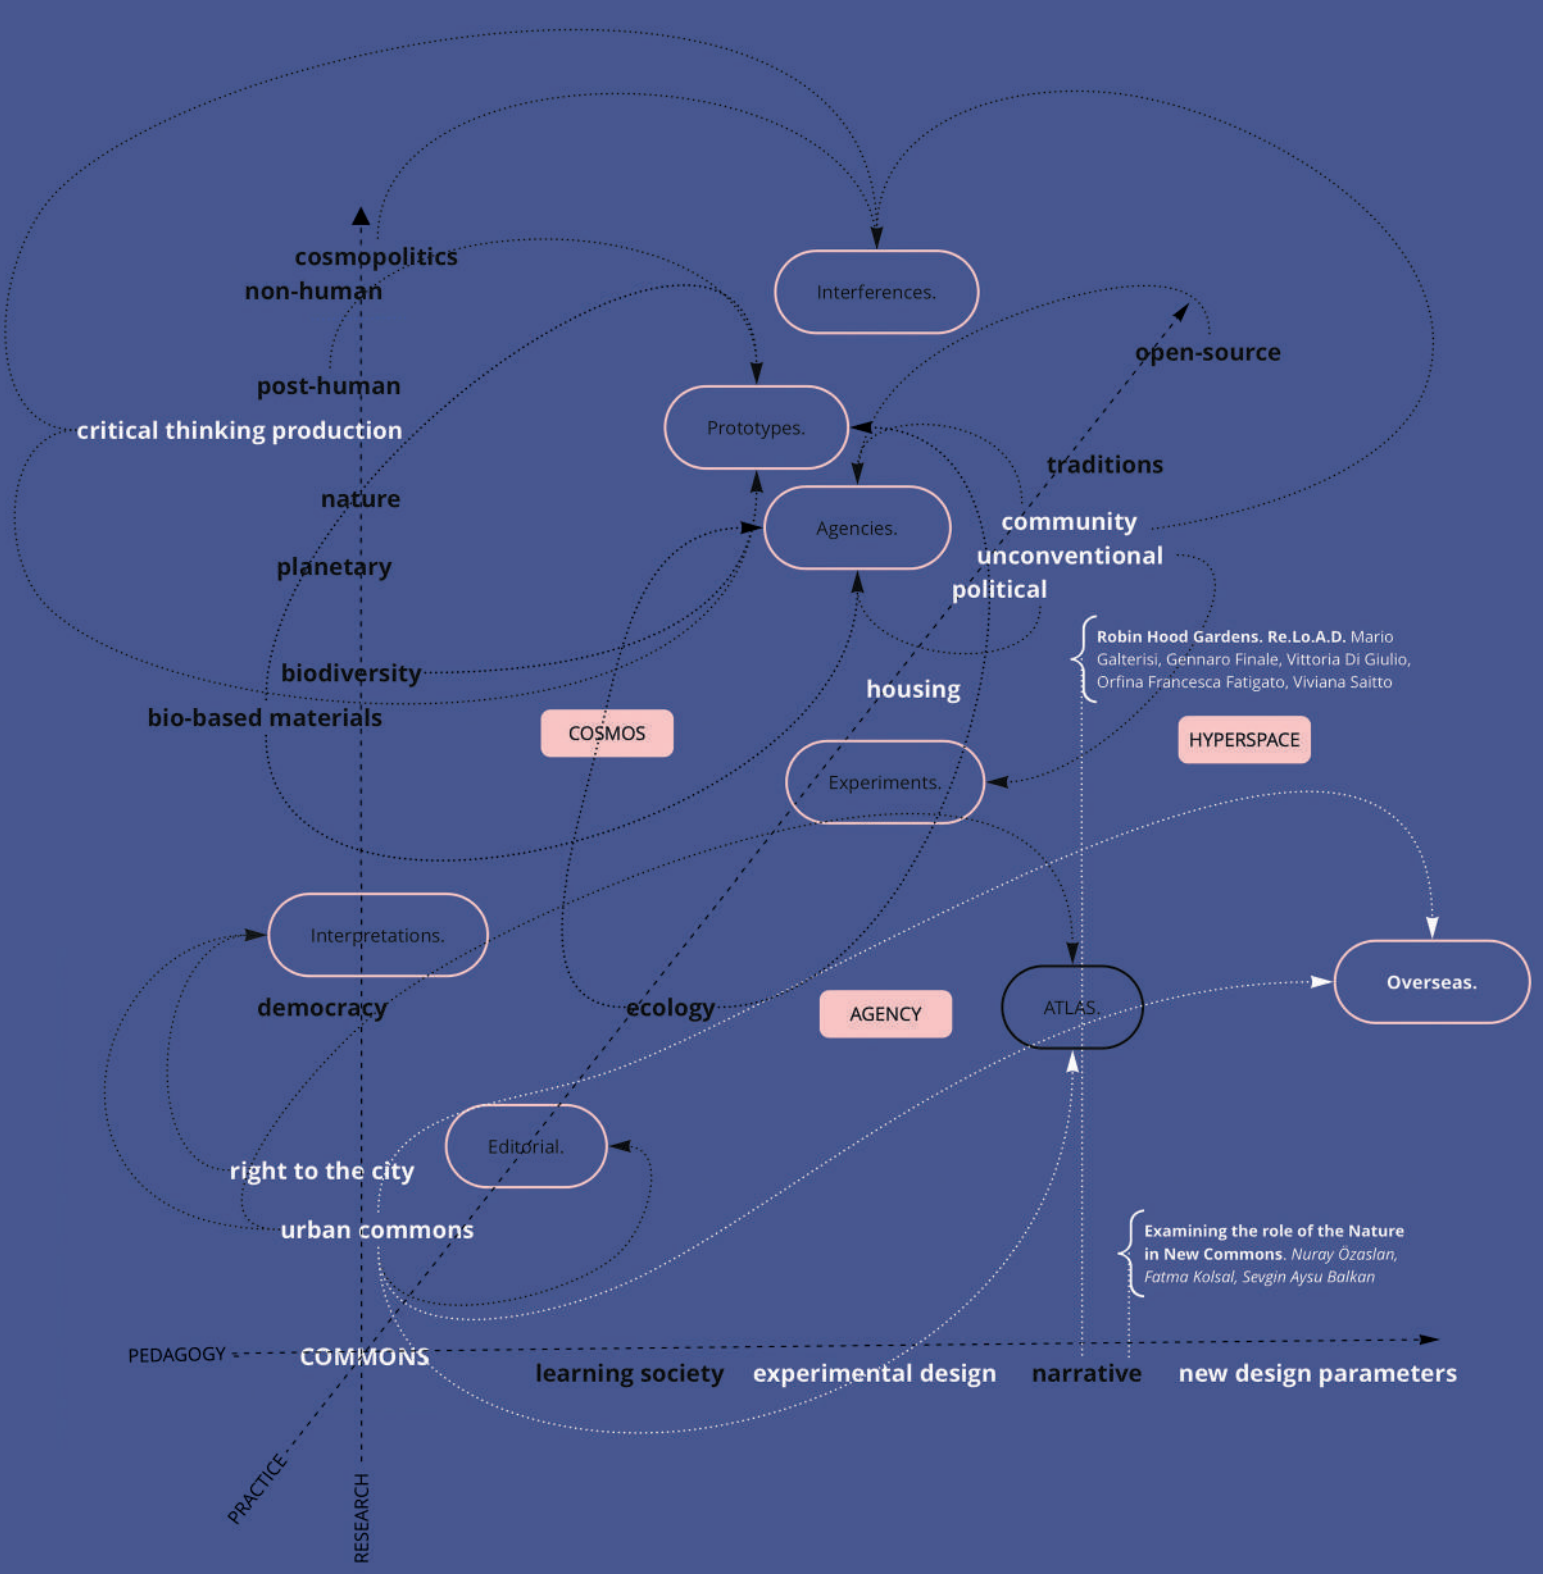 cosmopolitics
non-human
Interferences.
open-source
post-human
critical thinking production
Prototypes.
traditions
nature
community
Agencies.
unconventional
planetary
political
Robin Hood Gardens. Re.Lo.A.D. Mario
Galterisi, Gennaro Finale, Vittoria Di Giulio,
Orfina Francesca Fatigato, Viviana Saitto
biodiversity
housing
bio-based materials
COSMOS
HYPERSPACE
Experiments.
Interpretations.
Overseas.
democracy
ecology
AGENCY
ATLAS.
Editorial.
right to the city
urban commons
Examining the role of the Nature
in New Commons. Nuray Özaslan,
Fatma Kolsal, Sevgin Aysu Balkan
PEDAGOGY
COMMONS
learning society
experimental design
narrative
new design parameters
PRACTICE
RESEARCH